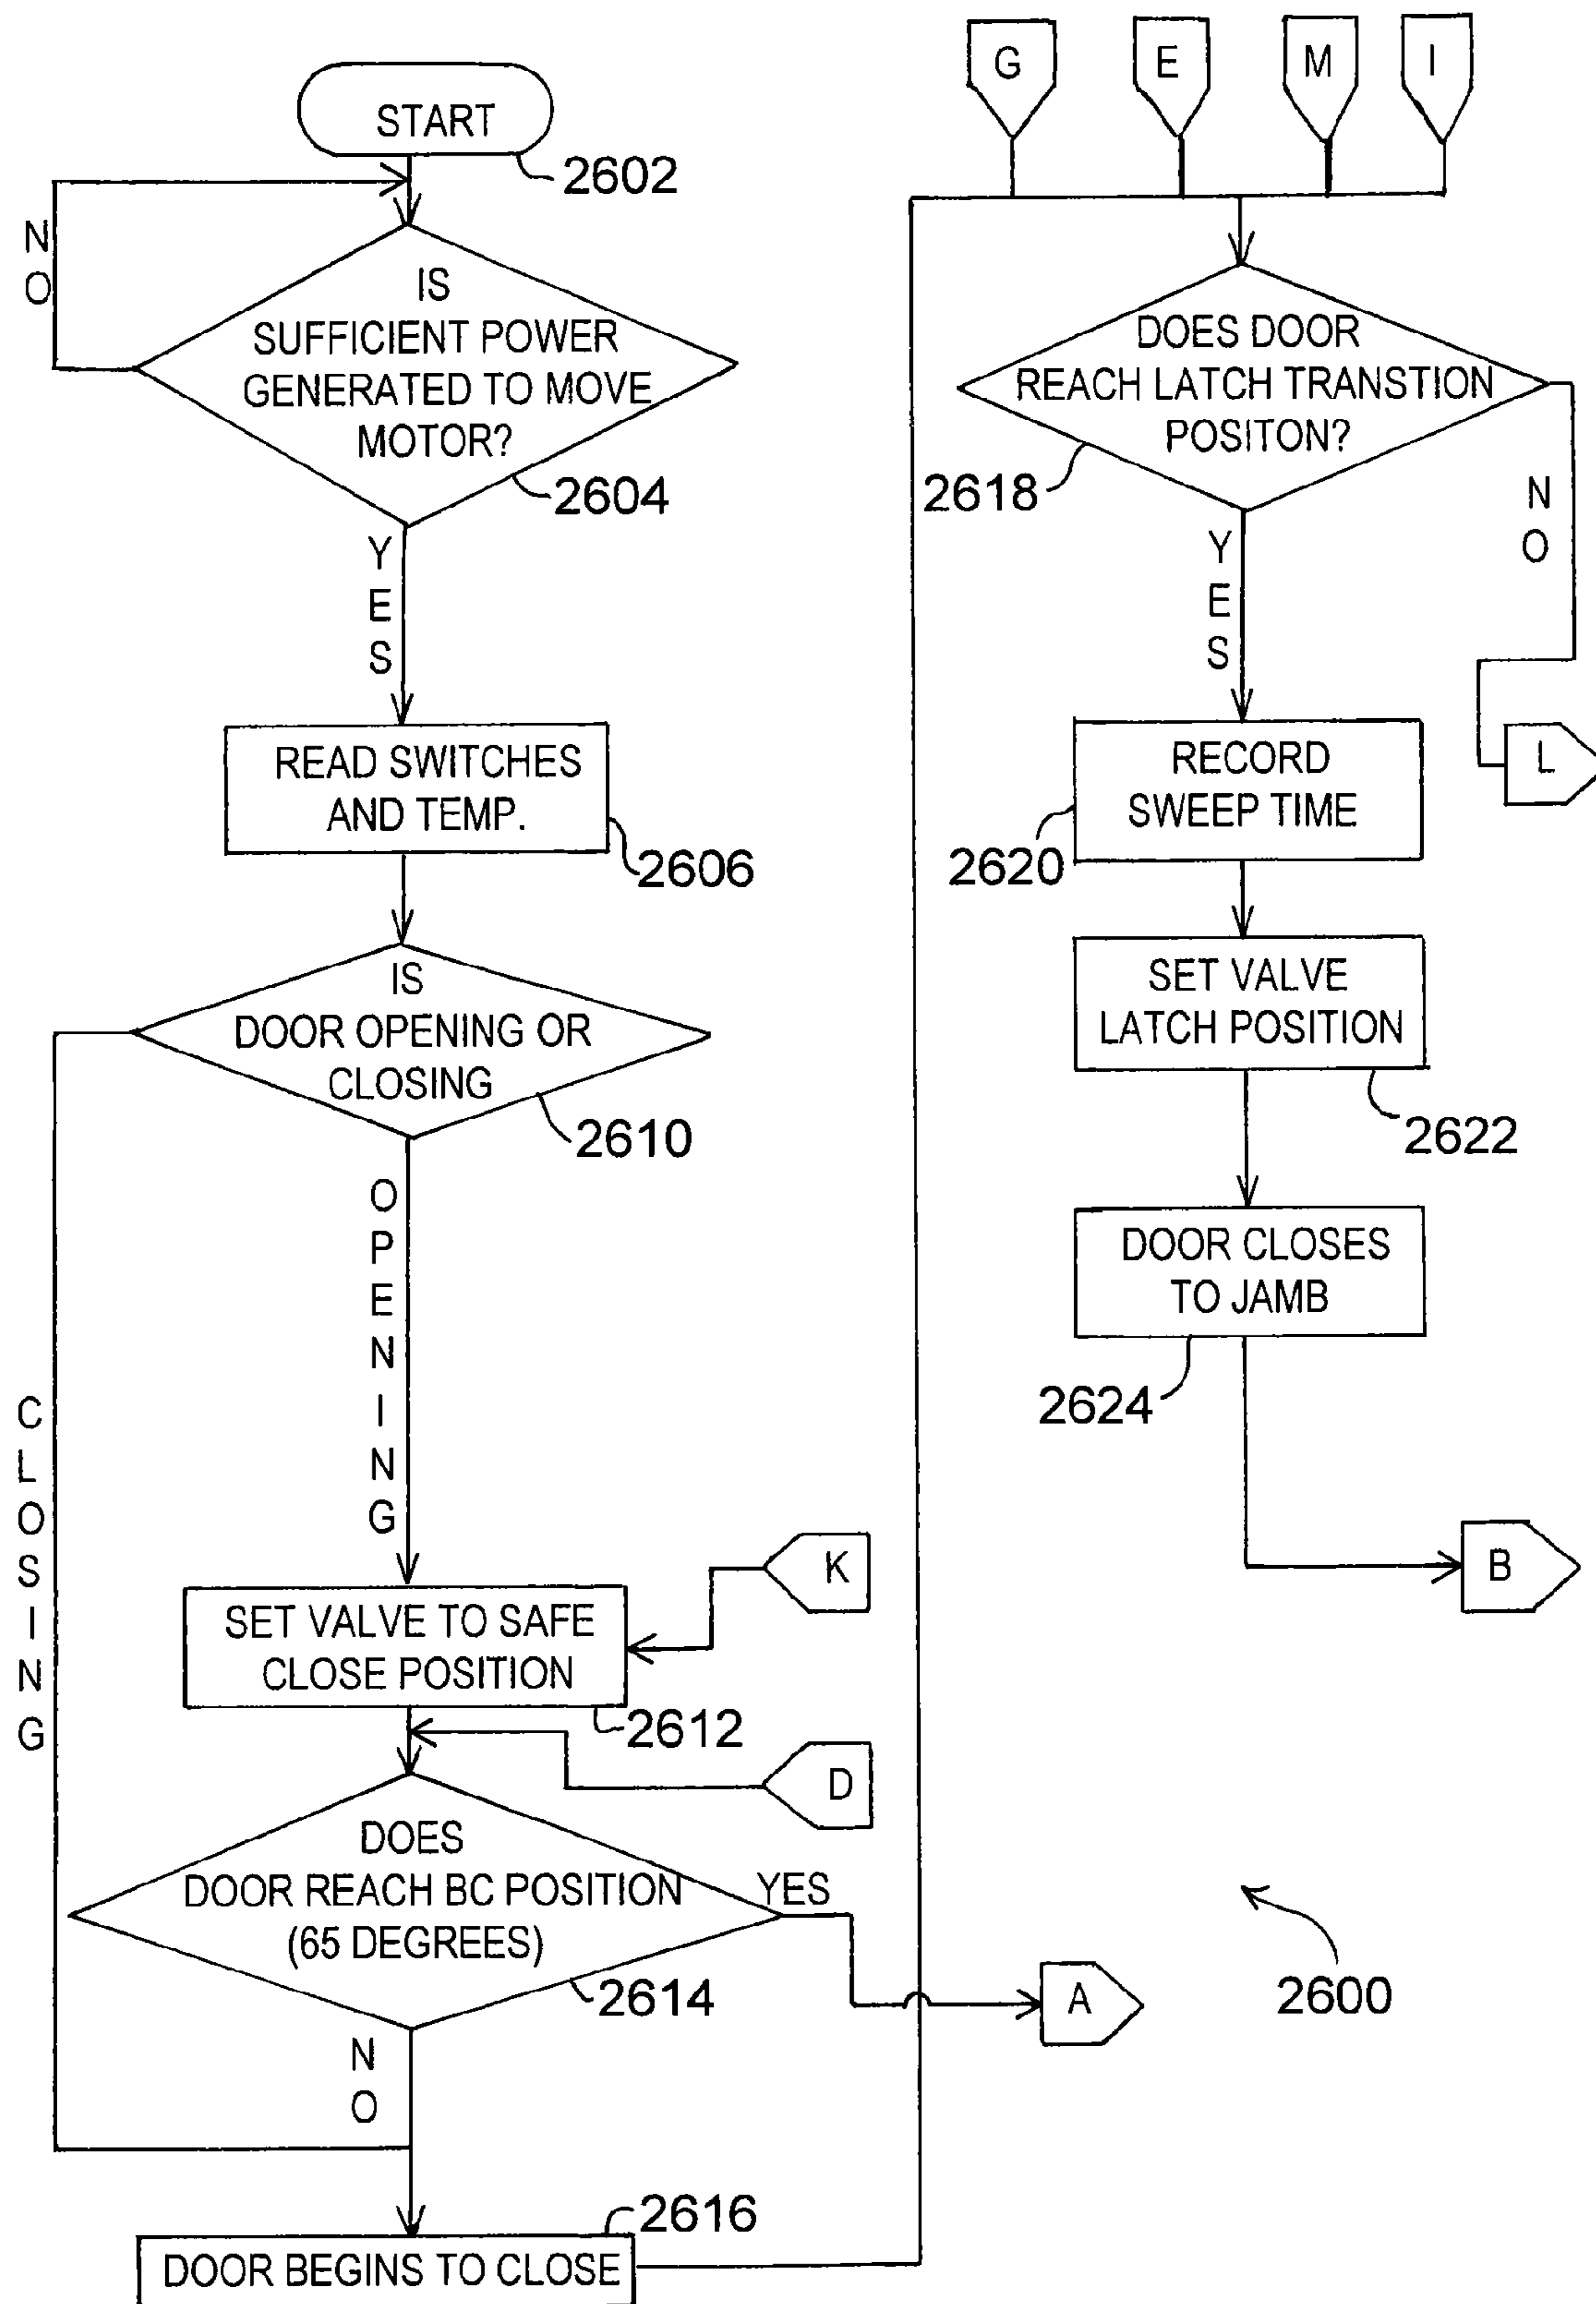 START
2602
NO
IS
SUFFICIENT POWER
GENERATED TO MOVE
MOTOR?
2604
YES
READ SWITCHES
AND TEMP.
2606
IS
DOOR OPENING OR
CLOSING
2610
OPENING
CLOSING
K
SET VALVE TO SAFE
CLOSE POSITION
2612
D
DOES
DOOR REACH BC POSITION
(65 DEGREES)
YES
2614
A
NO
2616
DOOR BEGINS TO CLOSE
G E M I
DOES DOOR
REACH LATCH TRANSTION
POSITON?
2618
NO
YES
L
RECORD
SWEEP TIME
2620
SET VALVE
LATCH POSITION
2622
DOOR CLOSES
TO JAMB
2624
B
2600